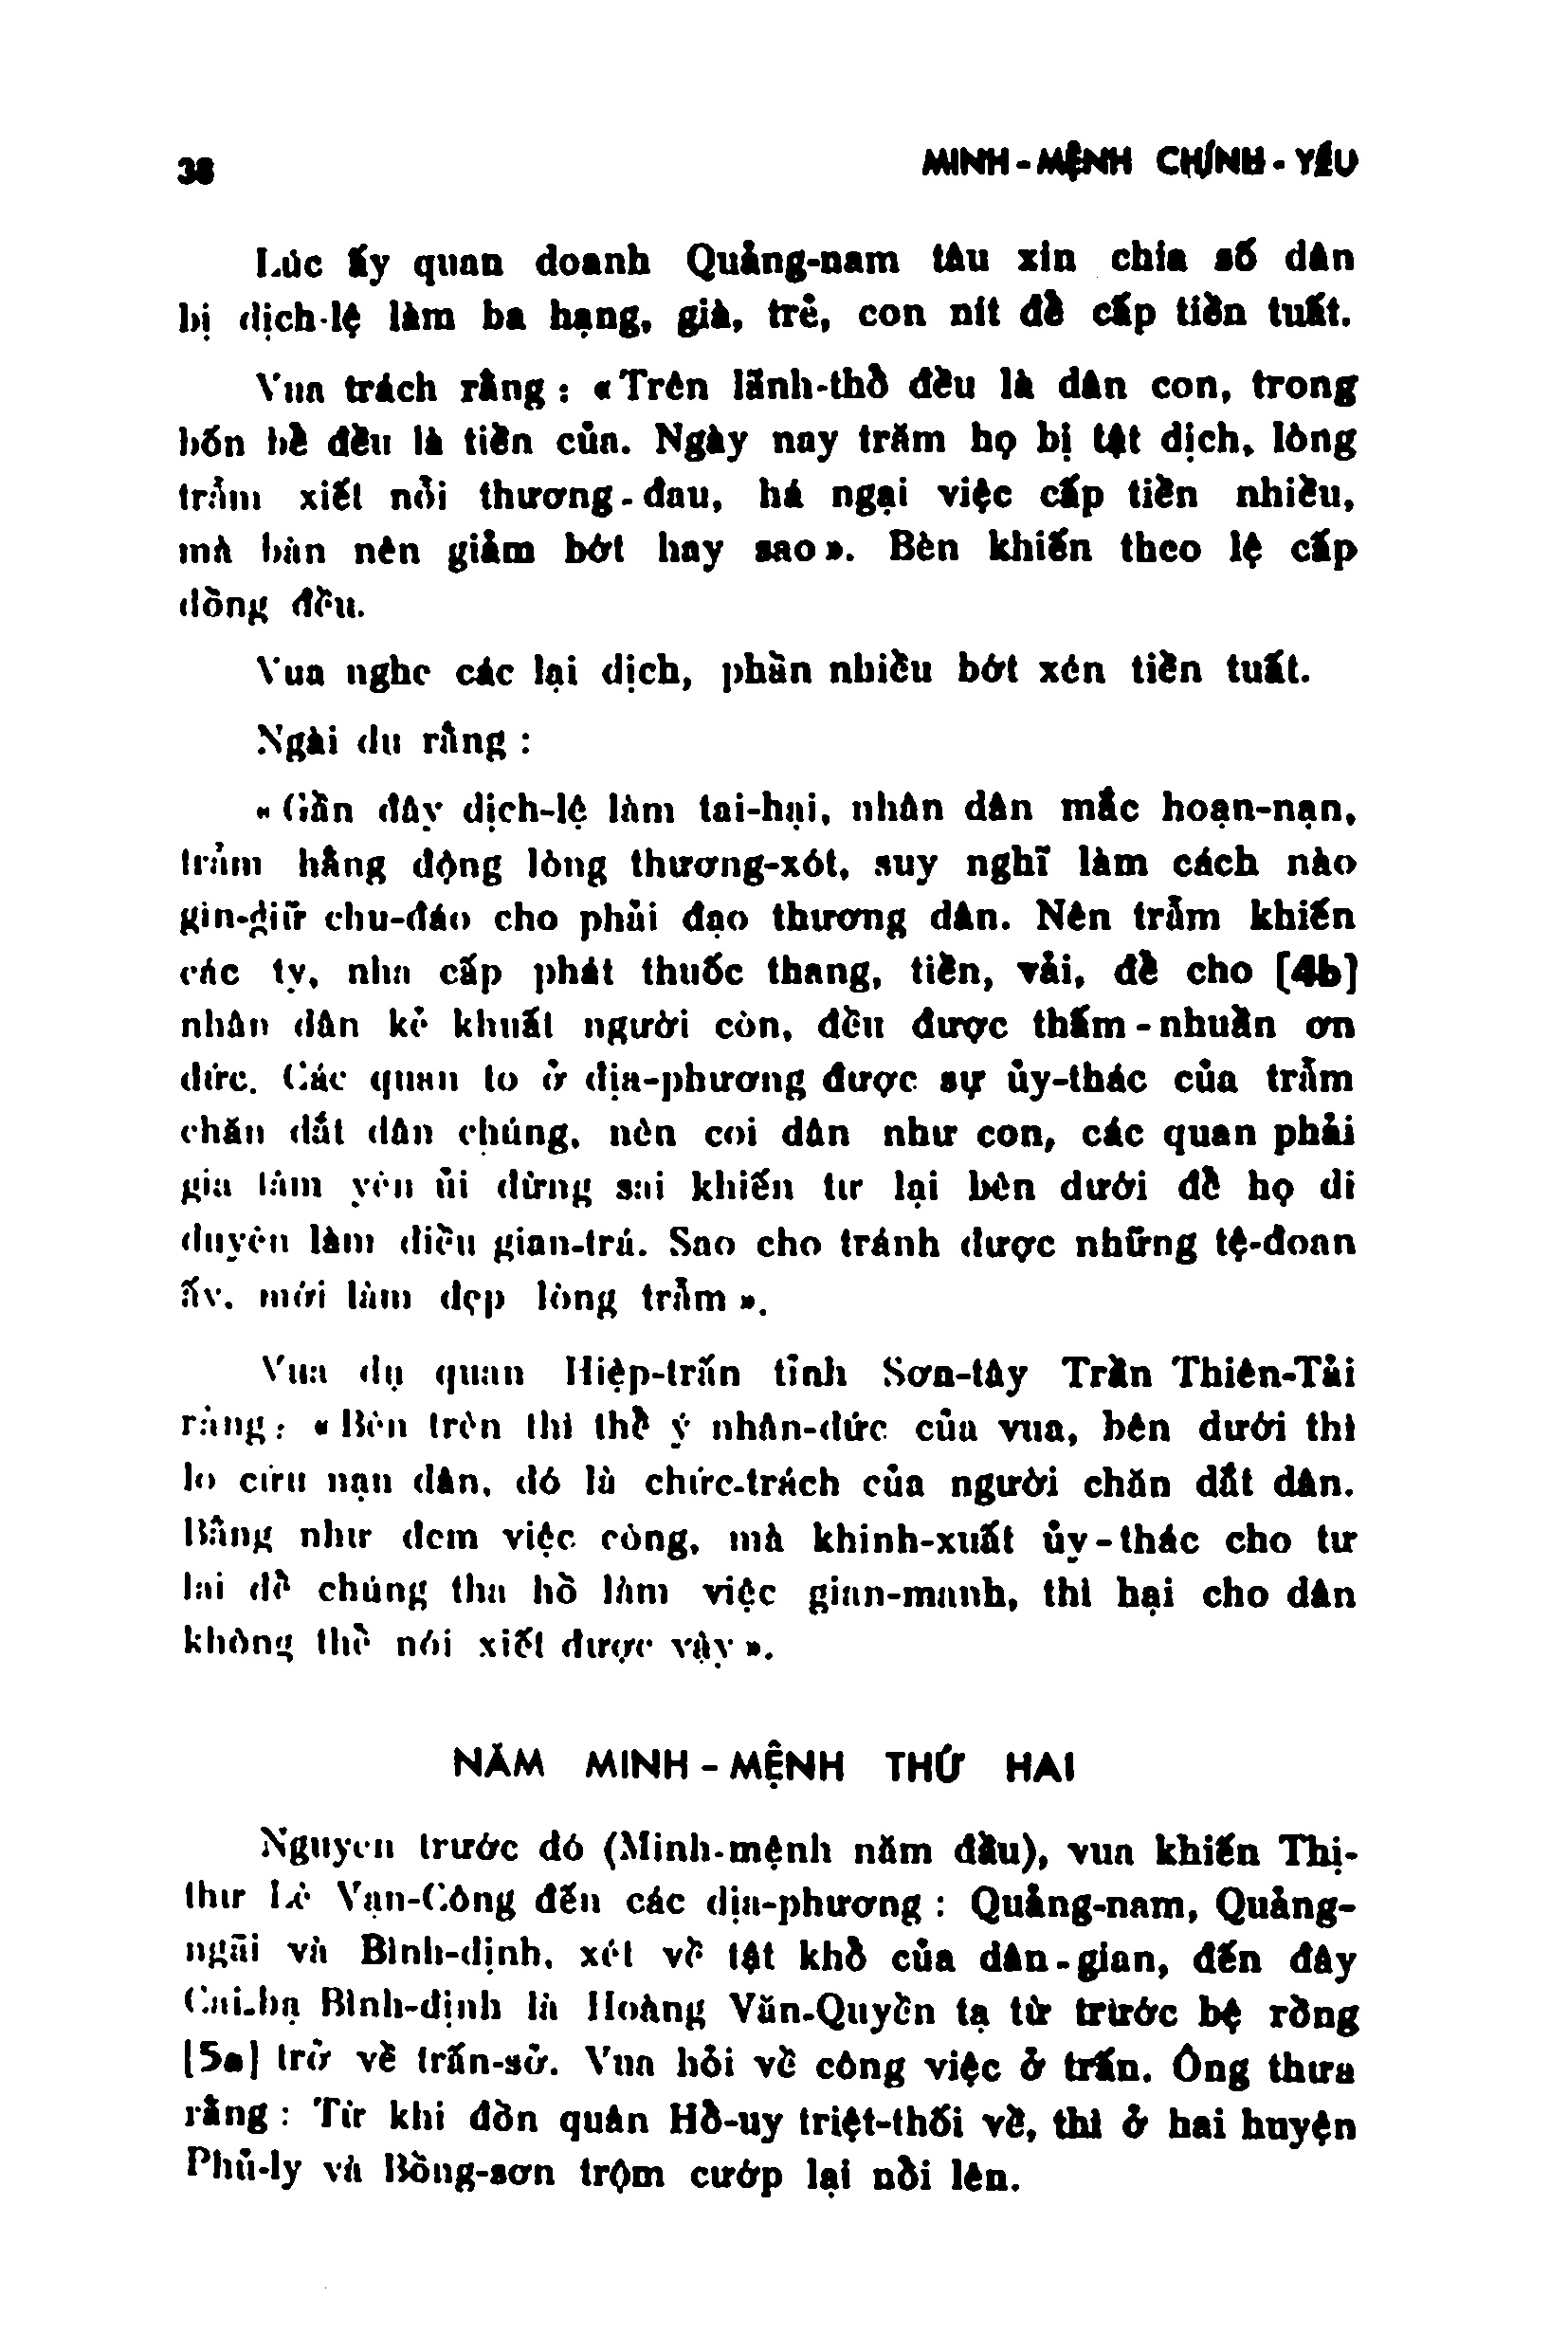 38 MINH-MỆNH CHÍNH-YẾU
Lúc ấy quan doanh Quảng-nam tâu xin chia số dân
bị dịch-lệ làm ba hạng, già, trẻ, con nít để cấp tiền tuất.
Vua trách rằng : «Trên lãnh-thổ đều là dân con, trong
bốn bề đều là tiền của. Ngày nay trăm họ bị tật dịch, lòng
trẫm xiết nỗi thương-đau, há ngại việc cấp tiền nhiều,
mà bàn nên giảm bớt hay sao». Bèn khiến theo lệ cấp
đồng đều.
Vua nghe các lại dịch, phần nhiều bớt xén tiền tuất.
Ngài dụ rằng :
«Gần đây dịch-lệ làm tai-hại, nhân dân mắc hoạn-nạn,
trẫm hằng động lòng thương-xót, suy nghĩ làm cách nào
gìn-giữ chu-đáo cho phải đạo thương dân. Nên trẫm khiến
các ty, nha cấp phát thuốc thang, tiền, vải, để cho [4b]
nhân dân kẻ khuất người còn, đều được thấm-nhuần ơn
đức. Các quan to ở địa-phương được sự ủy-thác của trẫm
chăn dắt dân chúng, nên coi dân như con, các quan phải
gia tâm yên ủi đừng sai khiến tư lại bên dưới để họ di
duyên làm điều gian-trá. Sao cho tránh được những tệ-đoan
ấy, mới làm đẹp lòng trẫm».
Vua dụ quan Hiệp-trấn tỉnh Sơn-tây Trần Thiên-Tải
rằng: «Bên trên thì thể ý nhân-đức của vua, bên dưới thì
lo cứu nạn dân, đó là chức-trách của người chăn dắt dân.
Bằng như đem việc công, mà khinh-xuất ủy-thác cho tư
lại để chúng tha hồ làm việc gian-manh, thì hại cho dân
không thể nói xiết được vậy».
NĂM MINH-MỆNH THỨ HAI
Nguyên trước đó (Minh-mệnh năm đầu), vua khiến Thị-
thư Lê Vạn-Công đến các địa-phương : Quảng-nam, Quảng-
ngãi và Bình-định, xét về tật khổ của dân-gian, đến đây
Cai-bạ Bình-định là Hoàng Văn-Quyền tạ từ trước bệ rồng
[5a] trở về trấn-sở. Vua hỏi về công việc ở trấn. Ông thưa
rằng : Từ khi đồn quân Hổ-uy triệt-thối về, thì ở hai huyện
Phù-ly và Bồng-sơn trộm cướp lại nổi lên.